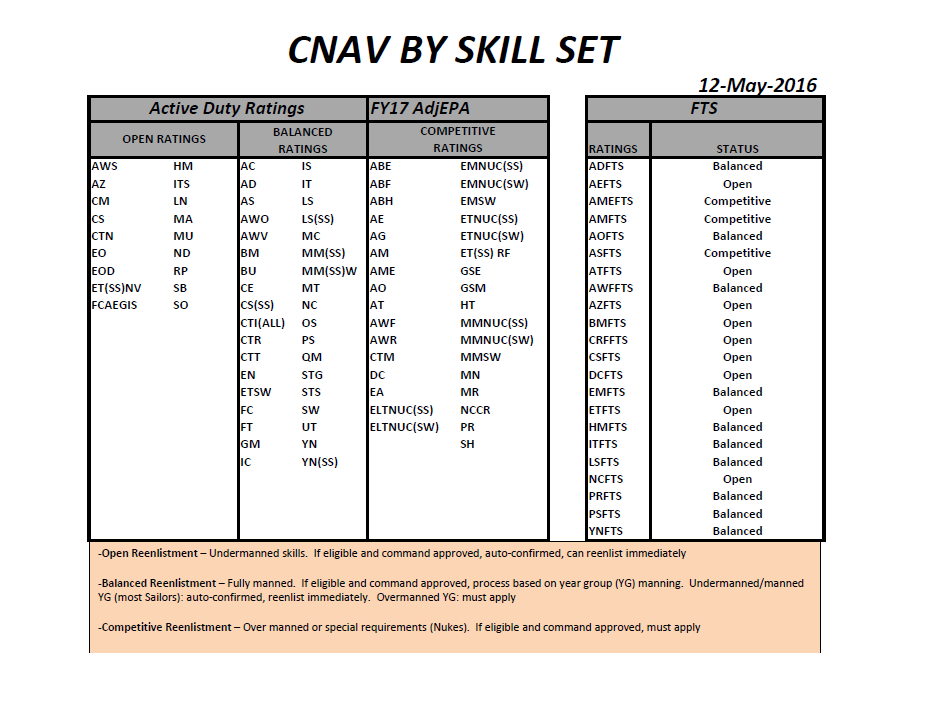 CNAV BY SKILL SET
12-May-2016
Active Duty Ratings FY17 AdjEPA FTS
OPEN RATINGS BALANCED RATINGS COMPETITIVE RATINGS RATINGS STATUS
AWS HM AC IS ABE EMNUC(SS) ADFTS Balanced
AZ ITS AD IT ABF EMNUC(SW) AEFTS Open
CM LN AS LS ABH EMSW AMEFTS Competitive
CS MA AWO LS(SS) AE ETNUC(SS) AMFTS Competitive
CTN MU AWV MC AG ETNUC(SW) AOFTS Balanced
EO ND BM MM(SS) AM ET(SS) RF ASFTS Competitive
EOD RP BU MM(SS)W AME GSE ATFTS Open
ET(SS)NV SB CE MT AO GSM AWFFTS Balanced
FCAEGIS SO CS(SS) NC AT HT AZFTS Open
CTI(ALL) OS AWF MMNUC(SS) BMFTS Open
CTR PS AWR MMNUC(SW) CRFFTS Open
CTT QM CTM MMSW CSFTS Open
EN STG DC MN DCFTS Open
ETSW STS EA MR EMFTS Balanced
FC SW ELTNUC(SS) NCCR ETFTS Open
FT UT ELTNUC(SW) PR HMFTS Balanced
GM YN SH ITFTS Balanced
IC YN(SS) LSFTS Balanced
NCFTS Open
PRFTS Balanced
PSFTS Balanced
YNFTS Balanced
-Open Reenlistment – Undermanned skills. If eligible and command approved, auto-confirmed, can reenlist immediately
-Balanced Reenlistment – Fully manned. If eligible and command approved, process based on year group (YG) manning. Undermanned/manned
YG (most Sailors): auto-confirmed, reenlist immediately. Overmanned YG: must apply
-Competitive Reenlistment – Over manned or special requirements (Nukes). If eligible and command approved, must apply